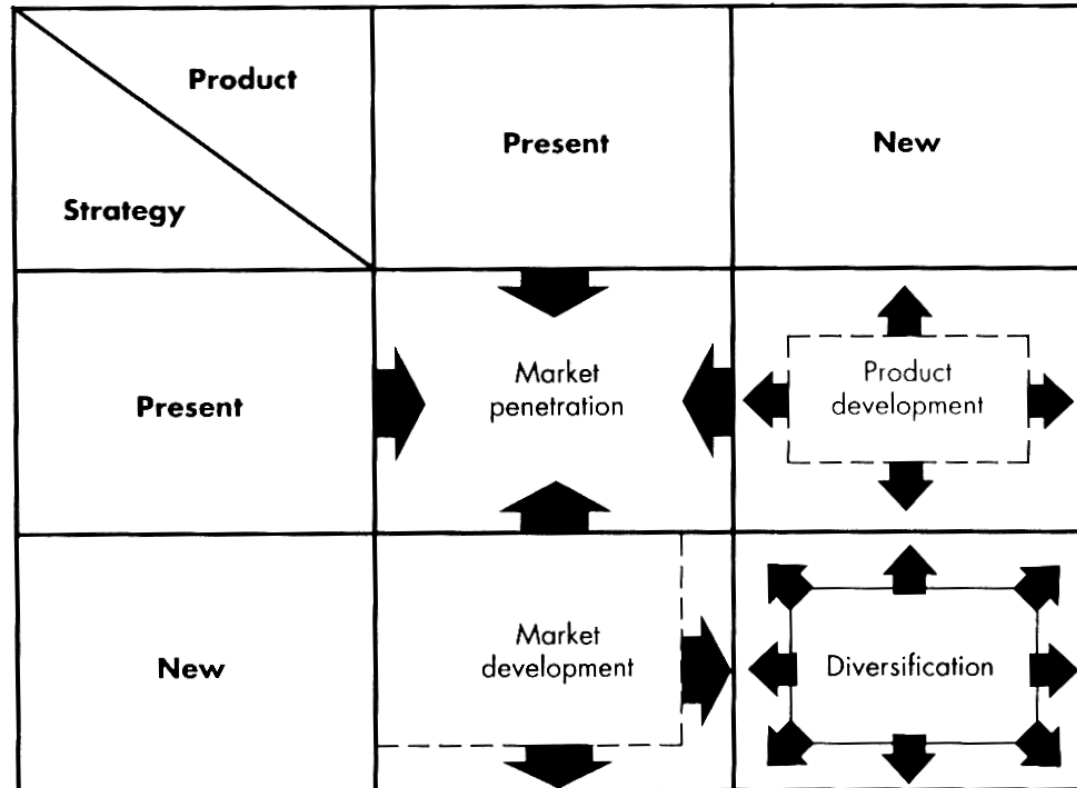 Product
Strategy
Present
New
Present
Market
penetration
Product
development
New
Market
development
Diversification